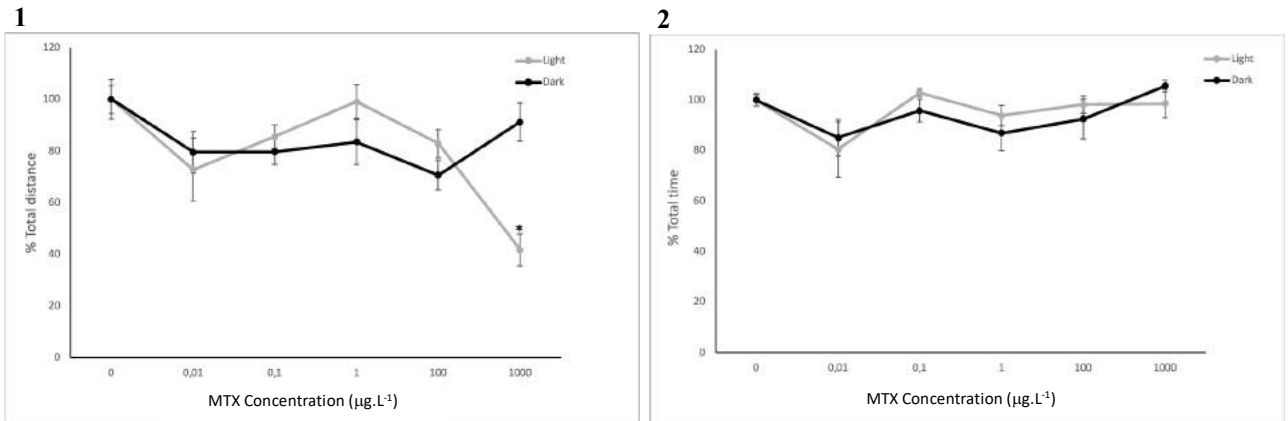 1
120
100
80
60
40
20
0
% Total distance
Light
Dark
*
0 0,01 0,1 1 100 1000
MTX Concentration (µg.L⁻¹)
2
120
100
80
60
40
20
0
% Total time
Light
Dark
0 0,01 0,1 1 100 1000
MTX Concentration (µg.L⁻¹)